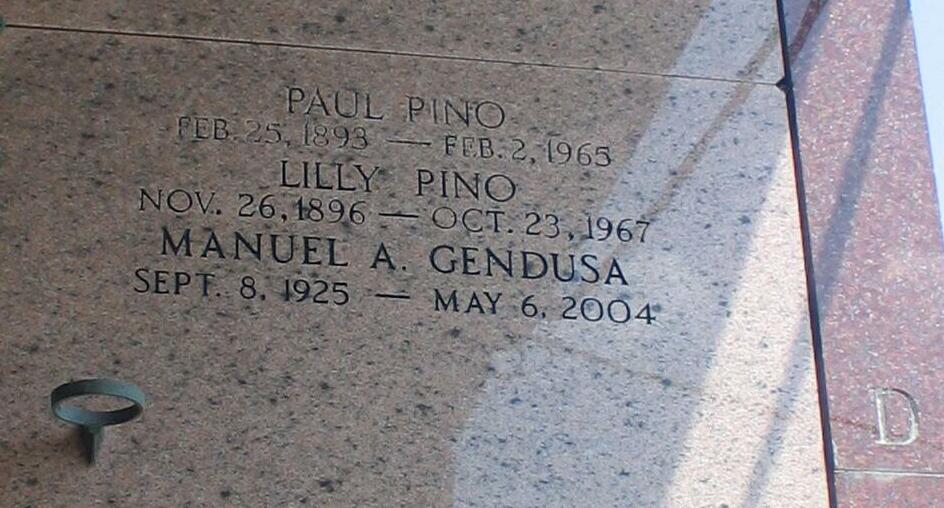 PAUL PINO
FEB. 25, 1893 — FEB. 2, 1965
LILLY PINO
NOV. 26, 1896 — OCT. 23, 1967
MANUEL A. GENDUSA
SEPT. 8, 1925 — MAY 6, 2004
D